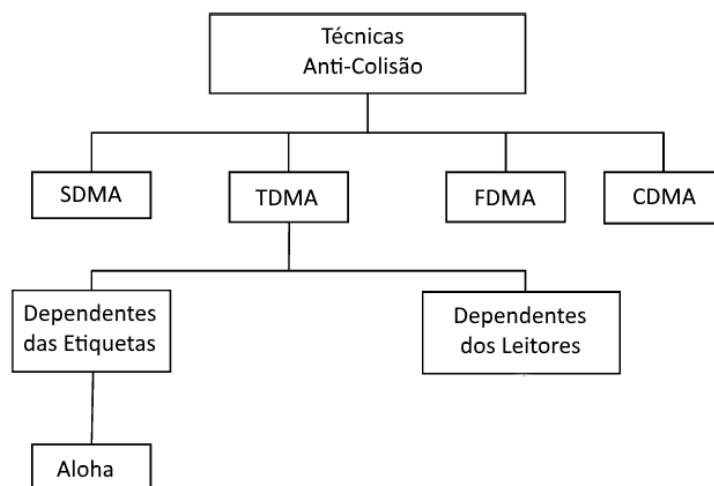 Técnicas
Anti-Colisão
SDMA
TDMA
FDMA
CDMA
Dependentes
das Etiquetas
Dependentes
dos Leitores
Aloha